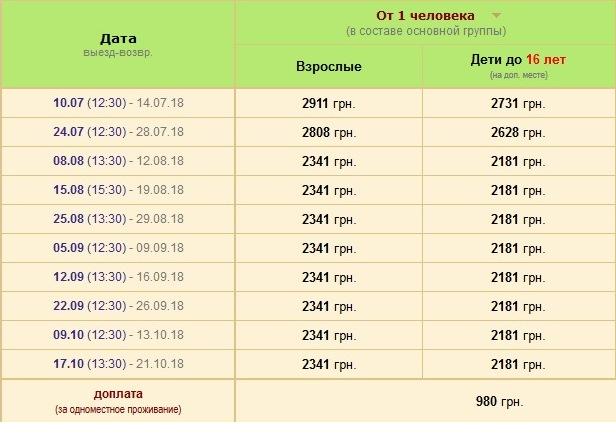 Дата
выезд-возвр.
От 1 человека
(в составе основной группы)
Взрослые
Дети до 16 лет
(на доп. месте)
10.07 (12:30) - 14.07.18 2911 грн. 2731 грн.
24.07 (12:30) - 28.07.18 2808 грн. 2628 грн.
08.08 (13:30) - 12.08.18 2341 грн. 2181 грн.
15.08 (15:30) - 19.08.18 2341 грн. 2181 грн.
25.08 (13:30) - 29.08.18 2341 грн. 2181 грн.
05.09 (12:30) - 09.09.18 2341 грн. 2181 грн.
12.09 (13:30) - 16.09.18 2341 грн. 2181 грн.
22.09 (12:30) - 26.09.18 2341 грн. 2181 грн.
09.10 (12:30) - 13.10.18 2341 грн. 2181 грн.
17.10 (13:30) - 21.10.18 2341 грн. 2181 грн.
доплата
(за одноместное проживание)
980 грн.